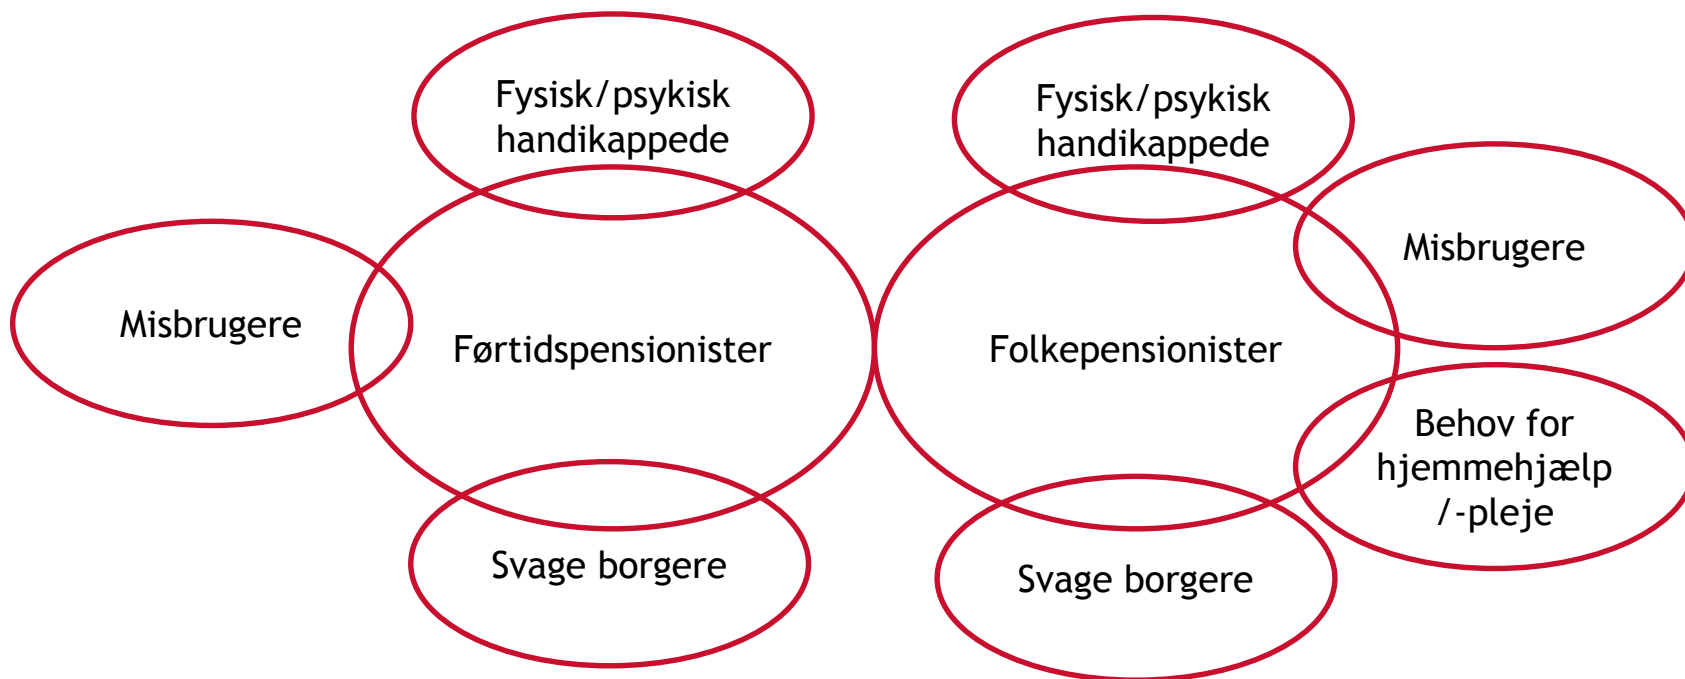 Fysisk/psykisk
handikappede
Fysisk/psykisk
handikappede
Misbrugere
Misbrugere
Førtidspensionister
Folkepensionister
Behov for
hjemmehjælp
/-pleje
Svage borgere
Svage borgere